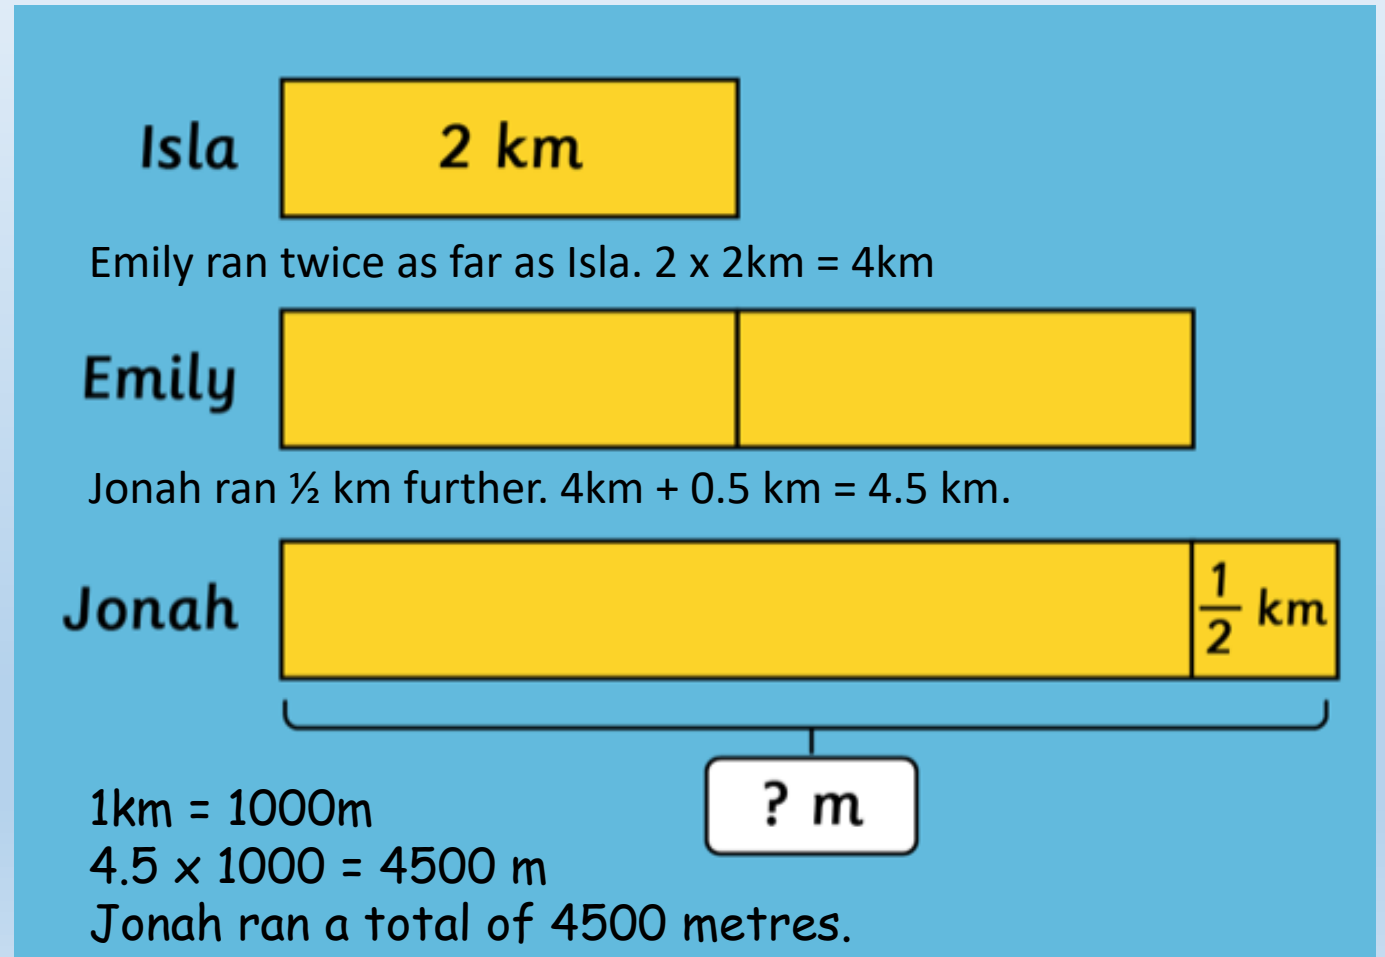 Isla
2 km
Emily ran twice as far as Isla. 2 x 2km = 4km
Emily
Jonah ran ½ km further. 4km + 0.5 km = 4.5 km.
Jonah
1/2 km
? m
1km = 1000m
4.5 x 1000 = 4500 m
Jonah ran a total of 4500 metres.